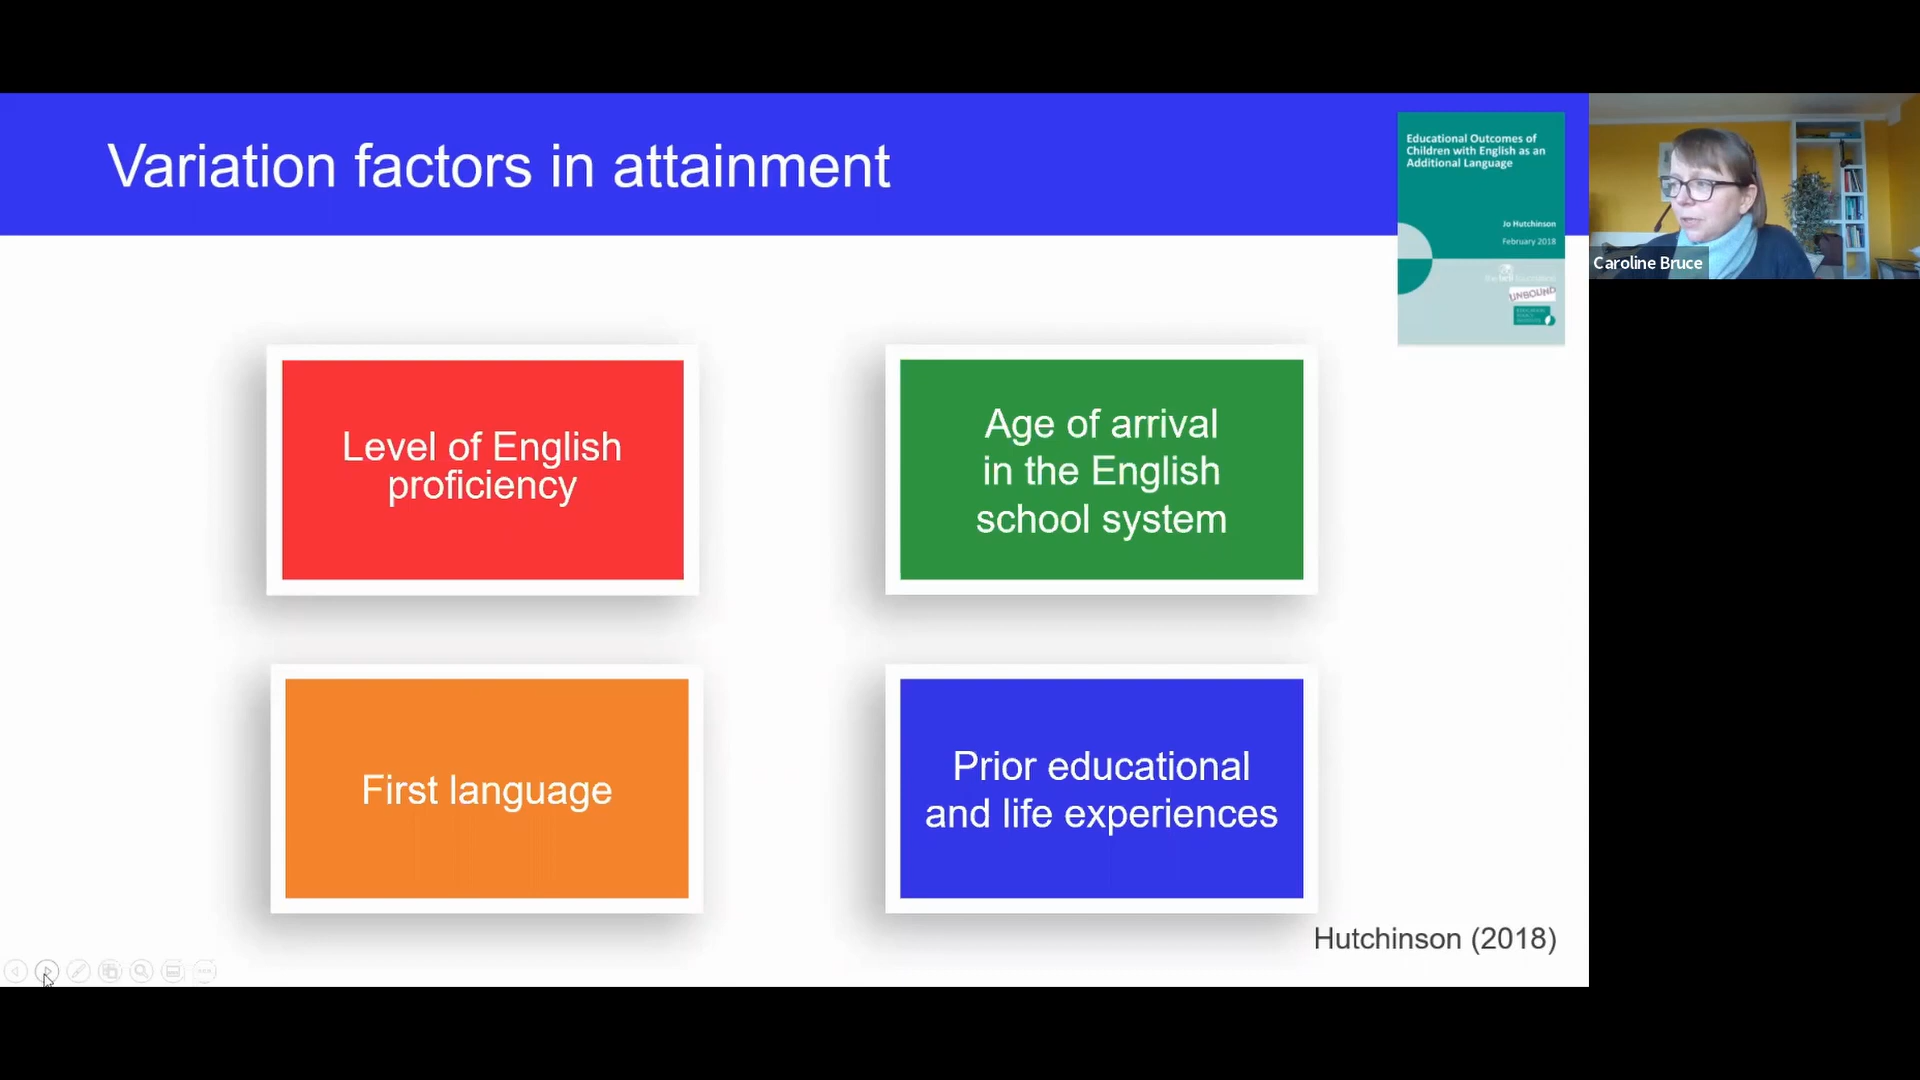 Variation factors in attainment
Educational Outcomes of
Children with English as an
Additional Language
Jo Hutchinson
February 2018
UNBOUND
Caroline Bruce
Level of English
proficiency
Age of arrival
in the English
school system
First language
Prior educational
and life experiences
Hutchinson (2018)